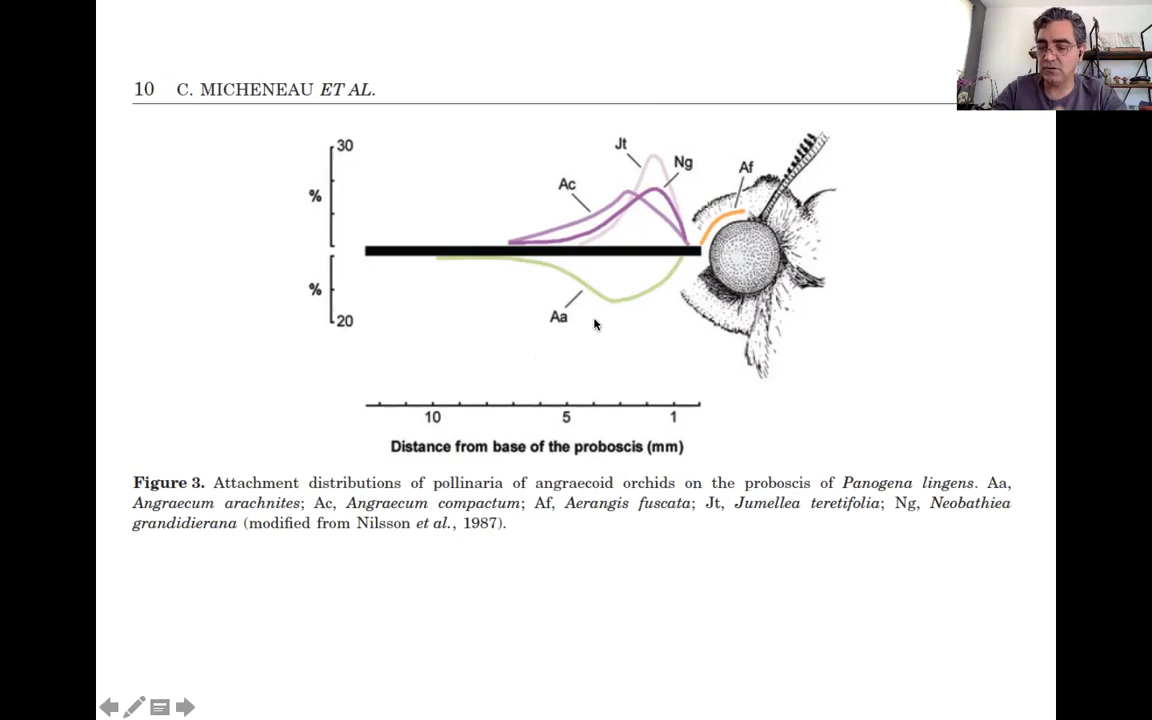 10 C. MICHENEAU ET AL.
30
Jt
Ng
Af
Ac
%
%
20
Aa
10 5 1
Distance from base of the proboscis (mm)
Figure 3. Attachment distributions of pollinaria of angraecoid orchids on the proboscis of Panogena lingens. Aa,
Angraecum arachnites; Ac, Angraecum compactum; Af, Aerangis fuscata; Jt, Jumellea teretifolia; Ng, Neobathiea
grandidierana (modified from Nilsson et al., 1987).